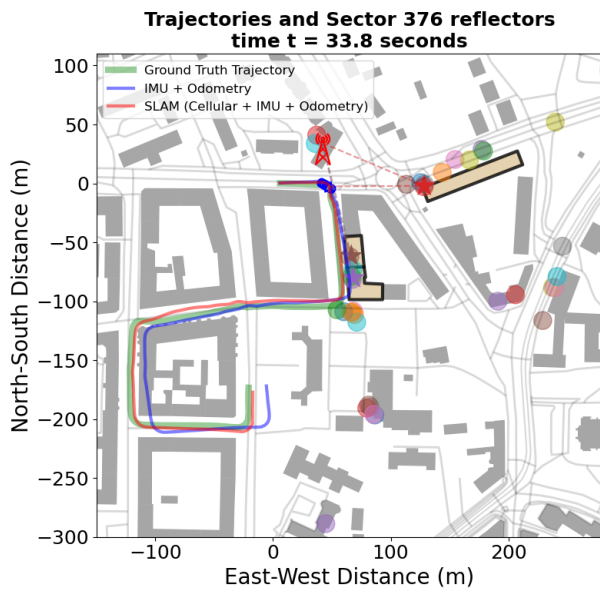 Trajectories and Sector 376 reflectors
time t = 33.8 seconds
Ground Truth Trajectory
IMU + Odometry
SLAM (Cellular + IMU + Odometry)
100
50
0
−50
−100
−150
−200
−250
−300
North-South Distance (m)
−100
0
100
200
East-West Distance (m)